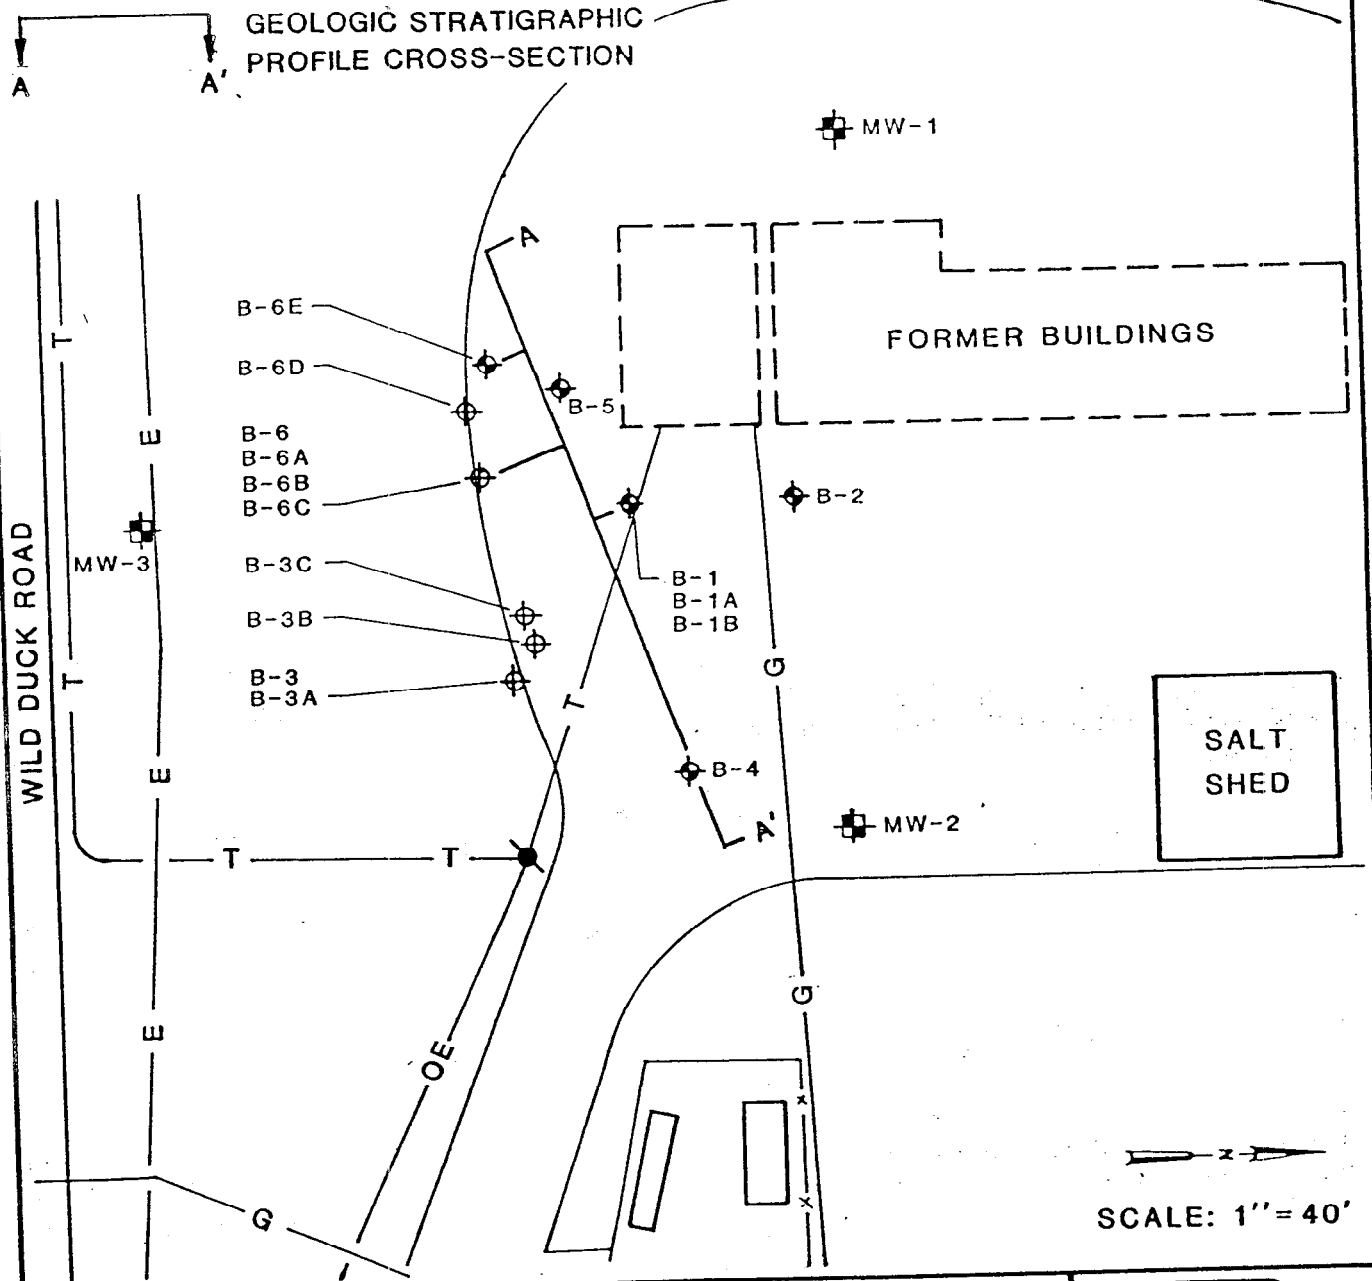 GEOLOGIC STRATIGRAPHIC
PROFILE CROSS-SECTION
A
A'
MW-1
A
B-6E
FORMER BUILDINGS
T
B-6D
B-5
E
B-6
B-6A
B-6B
B-6C
B-2
MW-3
B-3C
B-1
B-1A
B-1B
B-3B
WILD DUCK ROAD
G
T
B-3
B-3A
T
SALT
SHED
E
B-4
A'
MW-2
T
T
G
E
OE
x
N
x
SCALE: 1"=40'
G